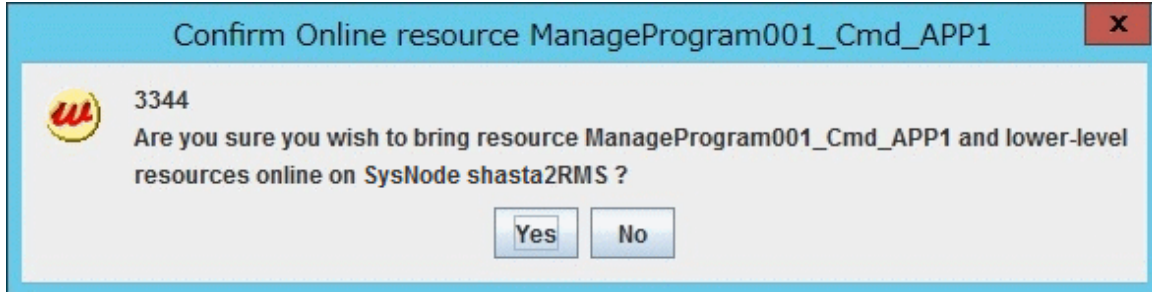 Confirm Online resource ManageProgram001_Cmd_APP1
x
3344
Are you sure you wish to bring resource ManageProgram001_Cmd_APP1 and lower-level
resources online on SysNode shasta2RMS ?
Yes No